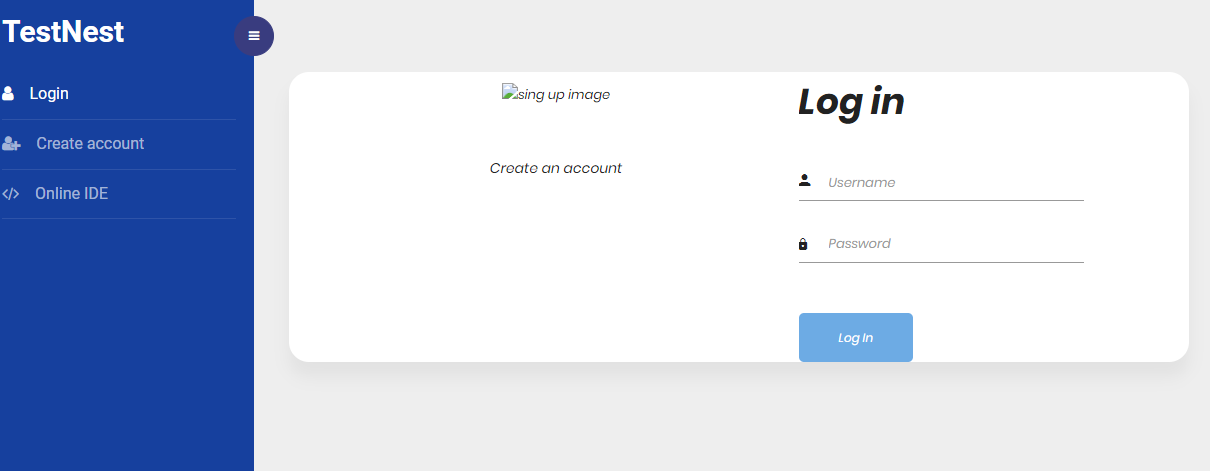 TestNest
Login
Create account
Online IDE
sing up image
Create an account
Log in
Username
Password
Log In